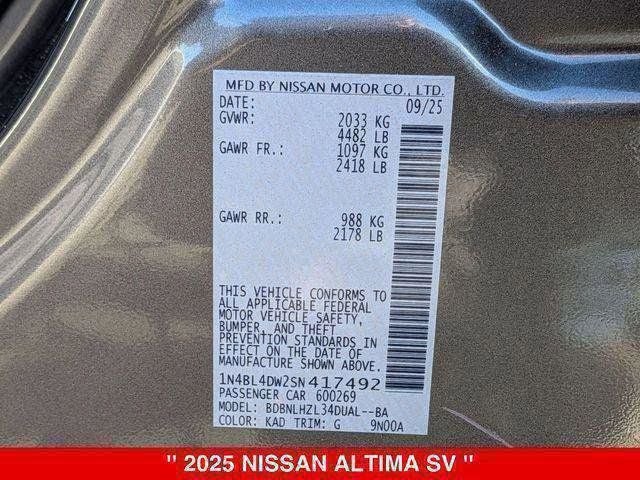 MFD BY NISSAN MOTOR CO., LTD.
DATE: 09/25
GVWR: 2033 KG
4482 LB
GAWR FR.: 1097 KG
2418 LB
GAWR RR.: 988 KG
2178 LB
THIS VEHICLE CONFORMS TO
ALL APPLICABLE FEDERAL
MOTOR VEHICLE SAFETY,
BUMPER, AND THEFT
PREVENTION STANDARDS IN
EFFECT ON THE DATE OF
MANUFACTURE SHOWN ABOVE.
1N4BL4DW2SN417492
PASSENGER CAR 600269
MODEL: BDBNLHZL34DUAL--BA
COLOR: KAD TRIM: G 9N00A
" 2025 NISSAN ALTIMA SV "